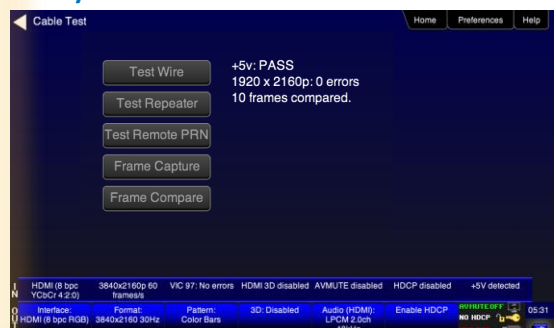 Cable Test
Home
Preferences
Help
Test Wire
Test Repeater
Test Remote PRN
Frame Capture
Frame Compare
+5v: PASS
1920 x 2160p: 0 errors
10 frames compared.
IN
HDMI (8 bpc
YCbCr 4:2:0)
3840x2160p 60
frames/s
VIC 97: No errors
HDMI 3D disabled
AVMUTE disabled
HDCP disabled
+5V detected
Interface:
HDMI (8 bpc RGB)
Format:
3840x2160 30Hz
Pattern:
Color Bars
3D: Disabled
Audio (HDMI):
LPCM 2.0ch
Enable HDCP
AVMUTE OFF
NO HDCP
05:31